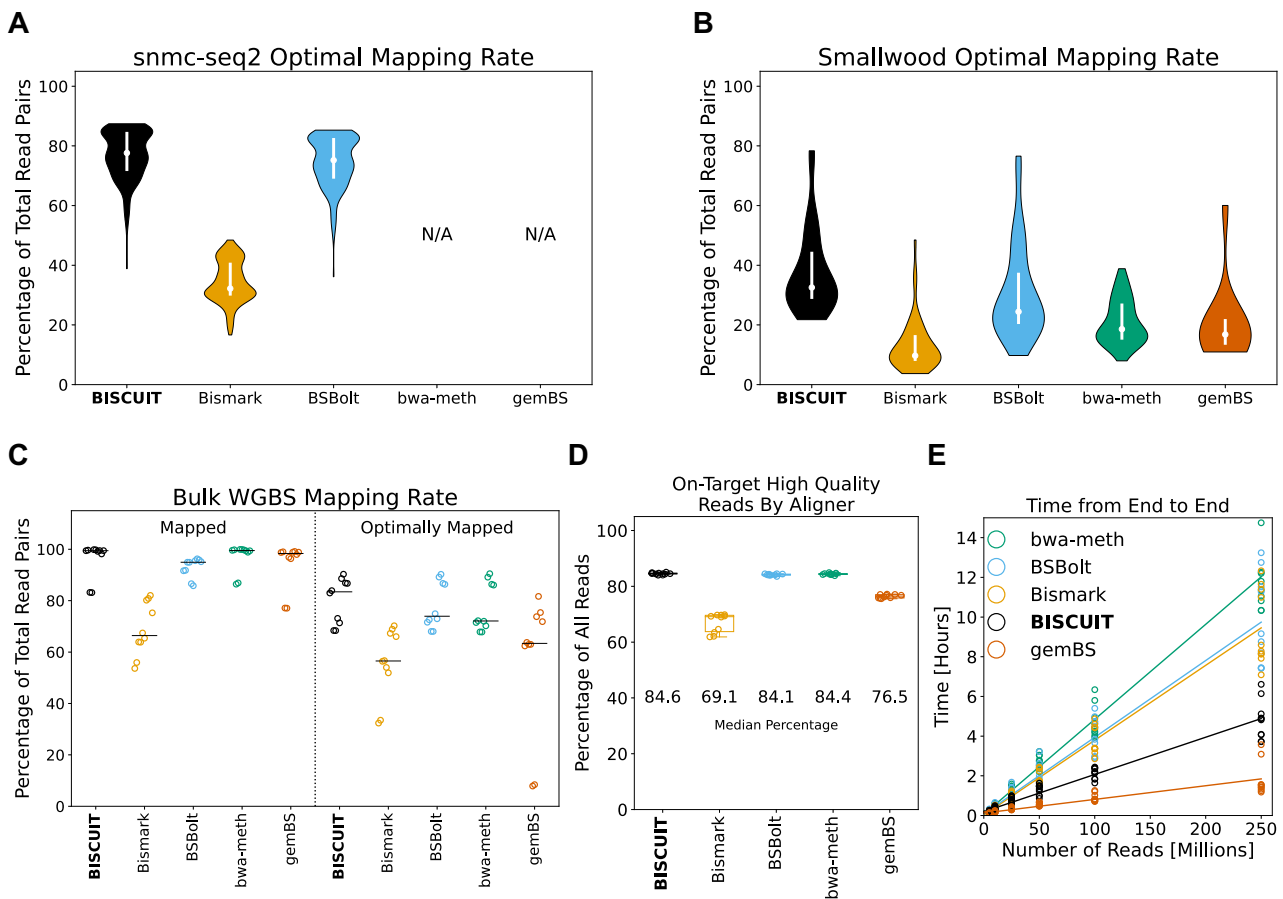 A
snmc-seq2 Optimal Mapping Rate
Percentage of Total Read Pairs
100
80
60
40
20
0
N/A
N/A
BISCUIT
Bismark
BSBolt
bwa-meth
gemBS
B
Smallwood Optimal Mapping Rate
Percentage of Total Read Pairs
100
80
60
40
20
0
BISCUIT
Bismark
BSBolt
bwa-meth
gemBS
C
Bulk WGBS Mapping Rate
Mapped
Optimally Mapped
Percentage of Total Read Pairs
100
80
60
40
20
0
BISCUIT
Bismark
BSBolt
bwa-meth
gemBS
BISCUIT
Bismark
BSBolt
bwa-meth
gemBS
D
On-Target High Quality
Reads By Aligner
Percentage of All Reads
100
80
60
40
20
0
84.6
69.1
84.1
84.4
76.5
Median Percentage
BISCUIT
Bismark
BSBolt
bwa-meth
gemBS
E
Time from End to End
Time [Hours]
14
12
10
8
6
4
2
0
bwa-meth
BSBolt
Bismark
BISCUIT
gemBS
0
50
100
150
200
250
Number of Reads [Millions]